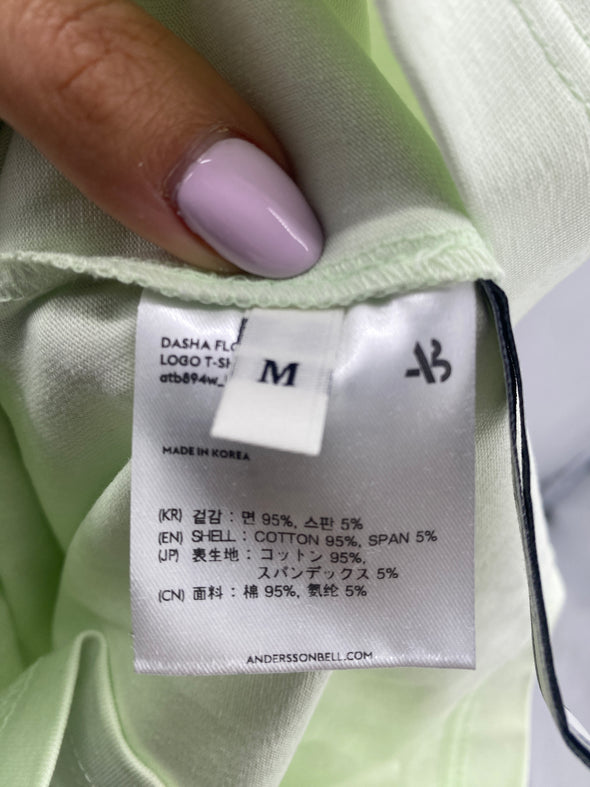 DASHA
LOGO
atb894w_
M
AB
MADE IN KOREA
(KR) 겉감 : 면 95%, 스판 5%
(EN) SHELL : COTTON 95%, SPAN 5%
(JP) 表生地 : コットン 95%,
スパンデックス 5%
(CN) 面料 : 棉 95%, 氨纶 5%
ANDERSSONBELL.COM